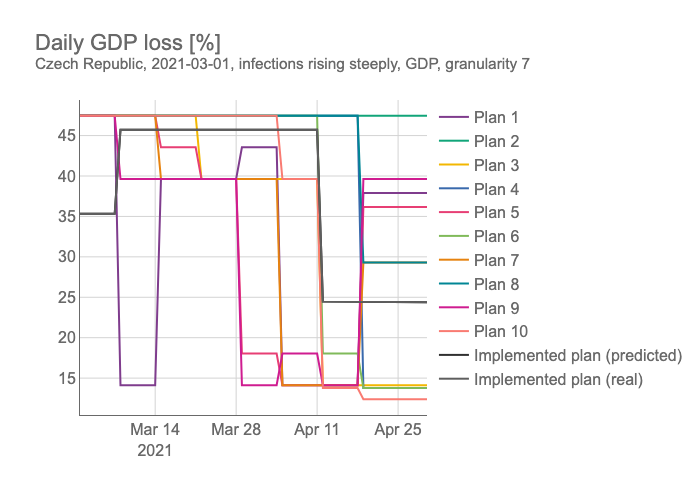 Daily GDP loss [%]
Czech Republic, 2021-03-01, infections rising steeply, GDP, granularity 7
45
40
35
30
25
20
15
Mar 14
2021
Mar 28
Apr 11
Apr 25
Plan 1
Plan 2
Plan 3
Plan 4
Plan 5
Plan 6
Plan 7
Plan 8
Plan 9
Plan 10
Implemented plan (predicted)
Implemented plan (real)